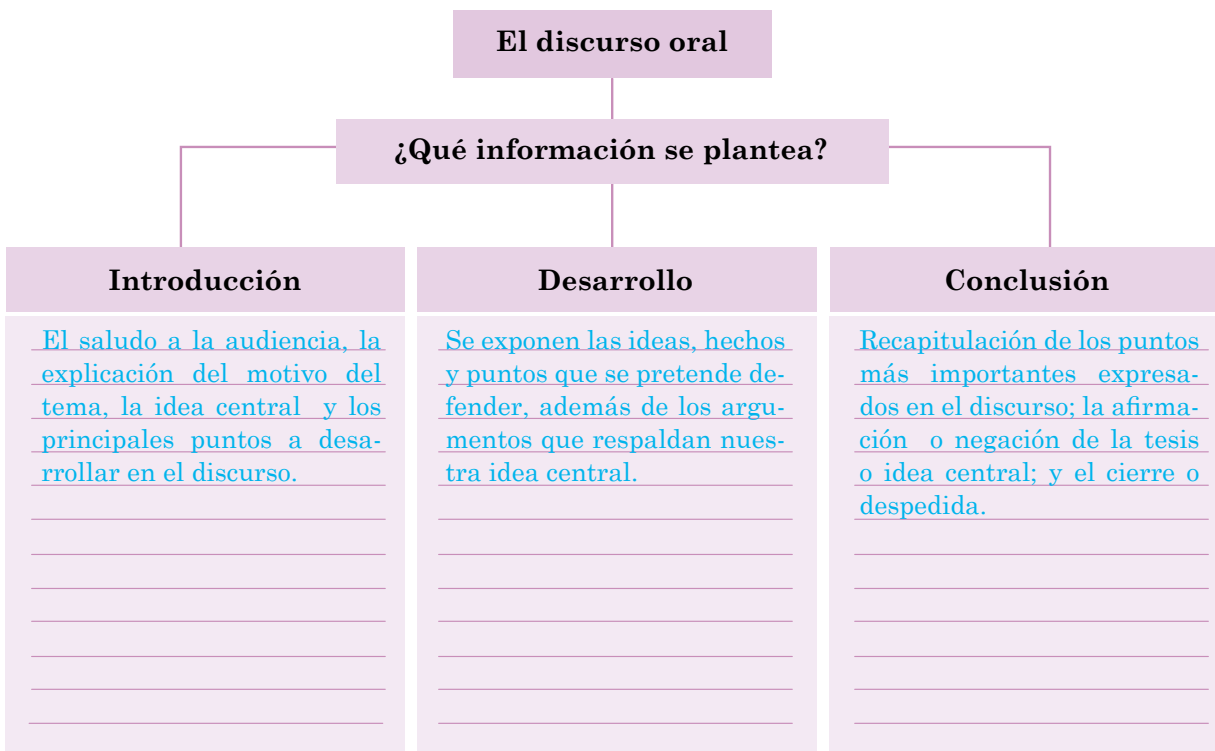 El discurso oral
¿Qué información se plantea?
Introducción
El saludo a la audiencia, la
explicación del motivo del
tema, la idea central y los
principales puntos a desa-
rrollar en el discurso.
Desarrollo
Se exponen las ideas, hechos
y puntos que se pretende de-
fender, además de los argu-
mentos que respaldan nues-
tra idea central.
Conclusión
Recapitulación de los puntos
más importantes expresa-
dos en el discurso; la afirma-
ción o negación de la tesis
o idea central; y el cierre o
despedida.